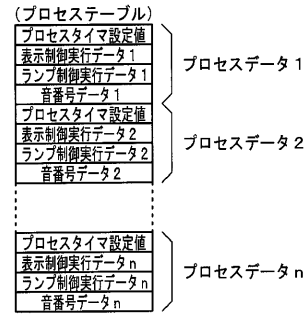 (プロセステーブル)
プロセスタイマ設定値
表示制御実行データ1
ランプ制御実行データ1
音番号データ1
プロセスデータ1
プロセスタイマ設定値
表示制御実行データ2
ランプ制御実行データ2
音番号データ2
プロセスデータ2
プロセスタイマ設定値
表示制御実行データn
ランプ制御実行データn
音番号データn
プロセスデータn